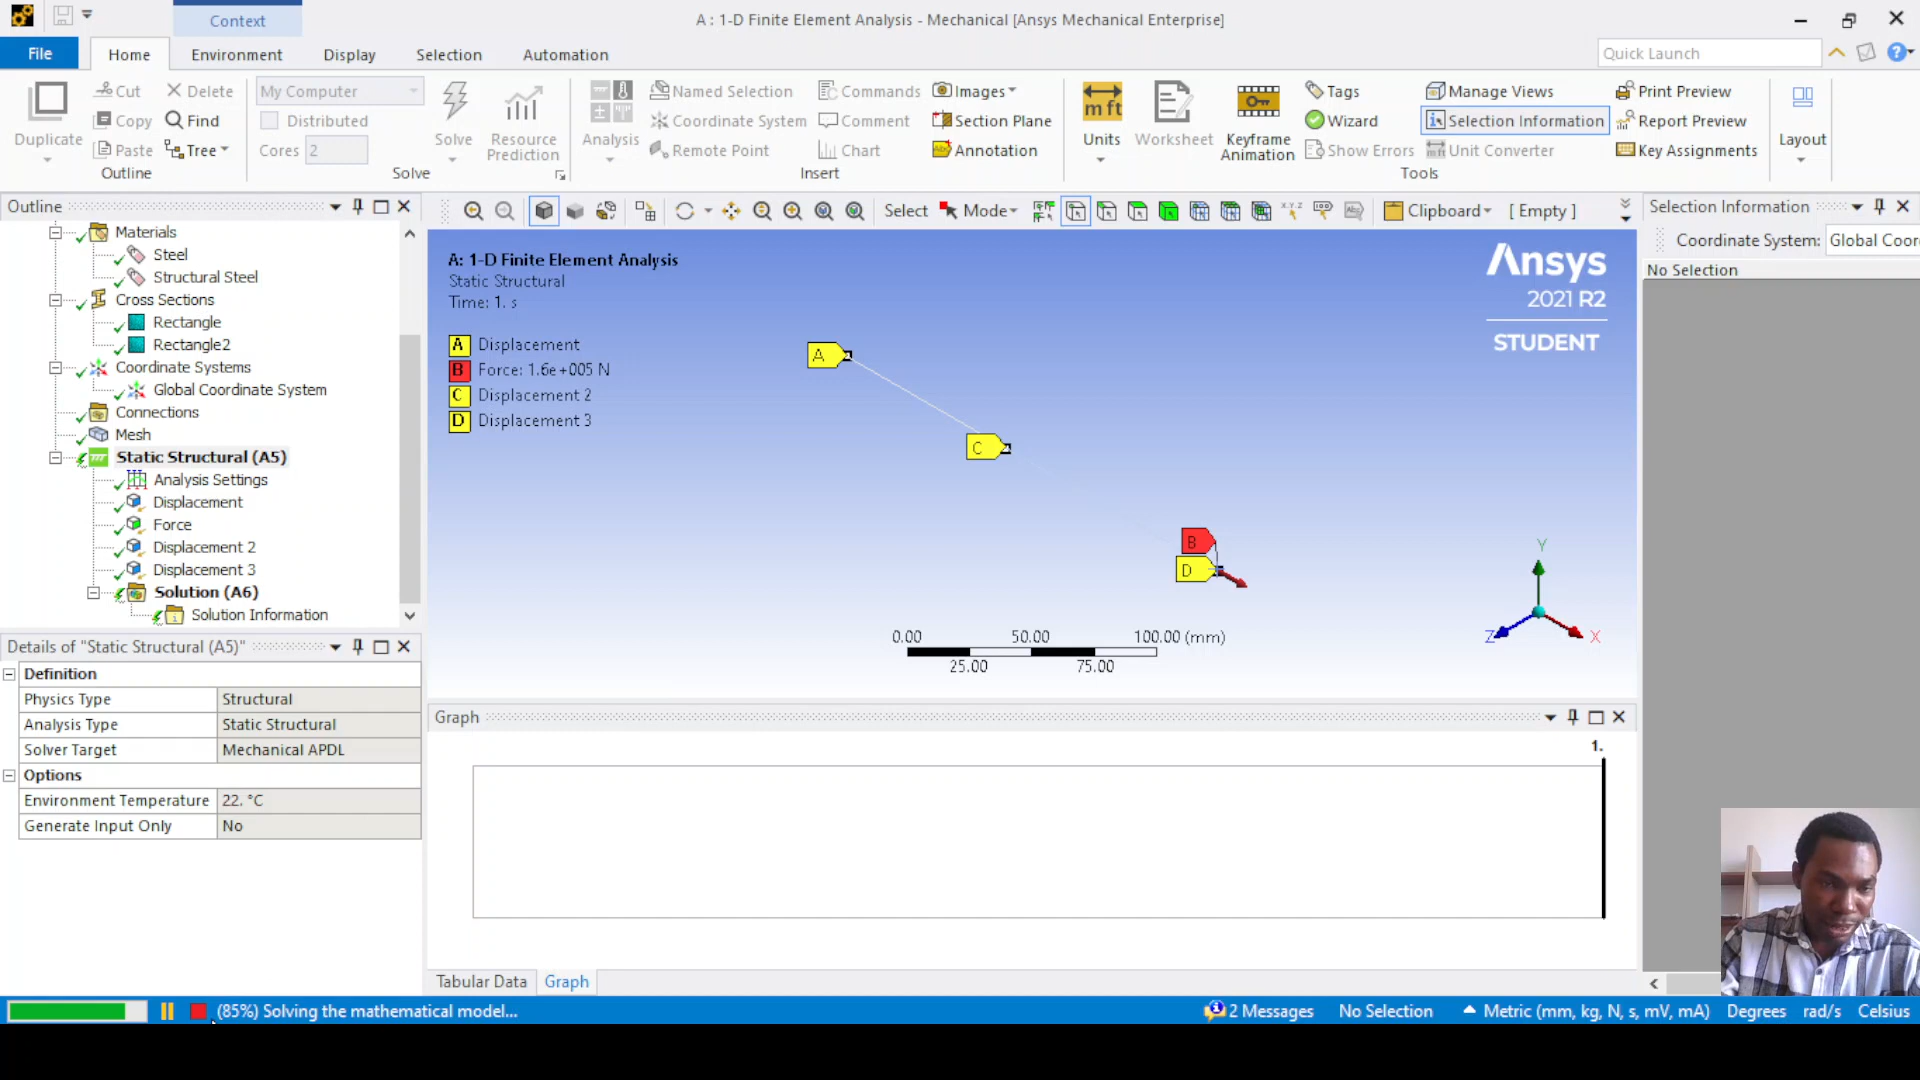 Context
A : 1-D Finite Element Analysis - Mechanical [Ansys Mechanical Enterprise]
File
Home
Environment
Display
Selection
Automation
Quick Launch
Duplicate
Cut
Copy
Paste
Delete
Find
Tree
Outline
My Computer
Distributed
Cores 2
Solve
Resource
Prediction
Solve
Analysis
Named Selection
Coordinate System
Remote Point
Commands
Comment
Chart
Images
Section Plane
Annotation
Insert
m ft
Units
Worksheet
Keyframe
Animation
Tags
Wizard
Show Errors
Manage Views
Selection Information
Unit Converter
Print Preview
Report Preview
Key Assignments
Tools
Layout
Outline
Materials
Steel
Structural Steel
Cross Sections
Rectangle
Rectangle2
Coordinate Systems
Global Coordinate System
Connections
Mesh
Static Structural (A5)
Analysis Settings
Displacement
Force
Displacement 2
Displacement 3
Solution (A6)
Solution Information
Select
Mode
Clipboard
[ Empty ]
A: 1-D Finite Element Analysis
Static Structural
Time: 1. s
A Displacement
B Force: 1.6e+005 N
C Displacement 2
D Displacement 3
Ansys
2021 R2
STUDENT
A
C
B
D
Y
Z
X
0.00 50.00 100.00 (mm)
25.00 75.00
Selection Information
Coordinate System: Global Coor
No Selection
Details of "Static Structural (A5)"
Definition
Physics Type Structural
Analysis Type Static Structural
Solver Target Mechanical APDL
Options
Environment Temperature 22. °C
Generate Input Only No
Graph
1.
Tabular Data
Graph
(85%) Solving the mathematical model...
2 Messages
No Selection
Metric (mm, kg, N, s, mV, mA)
Degrees
rad/s
Celsius